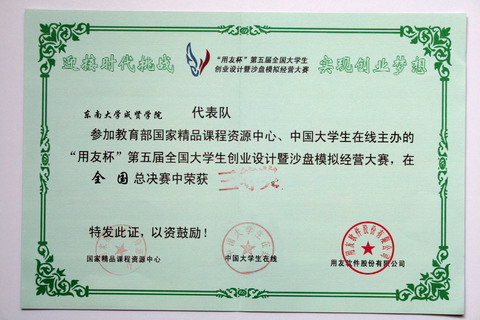 迎接时代挑战
“用友杯”第五届全国大学生
创业设计暨沙盘模拟经营大赛
实现创业梦想
东南大学成贤学院 代表队
参加教育部国家精品课程资源中心、中国大学生在线主办的
“用友杯”第五届全国大学生创业设计暨沙盘模拟经营大赛，在
全国总决赛中荣获
特发此证，以资鼓励！
国家精品课程资源中心 中国大学生在线 用友软件股份有限公司